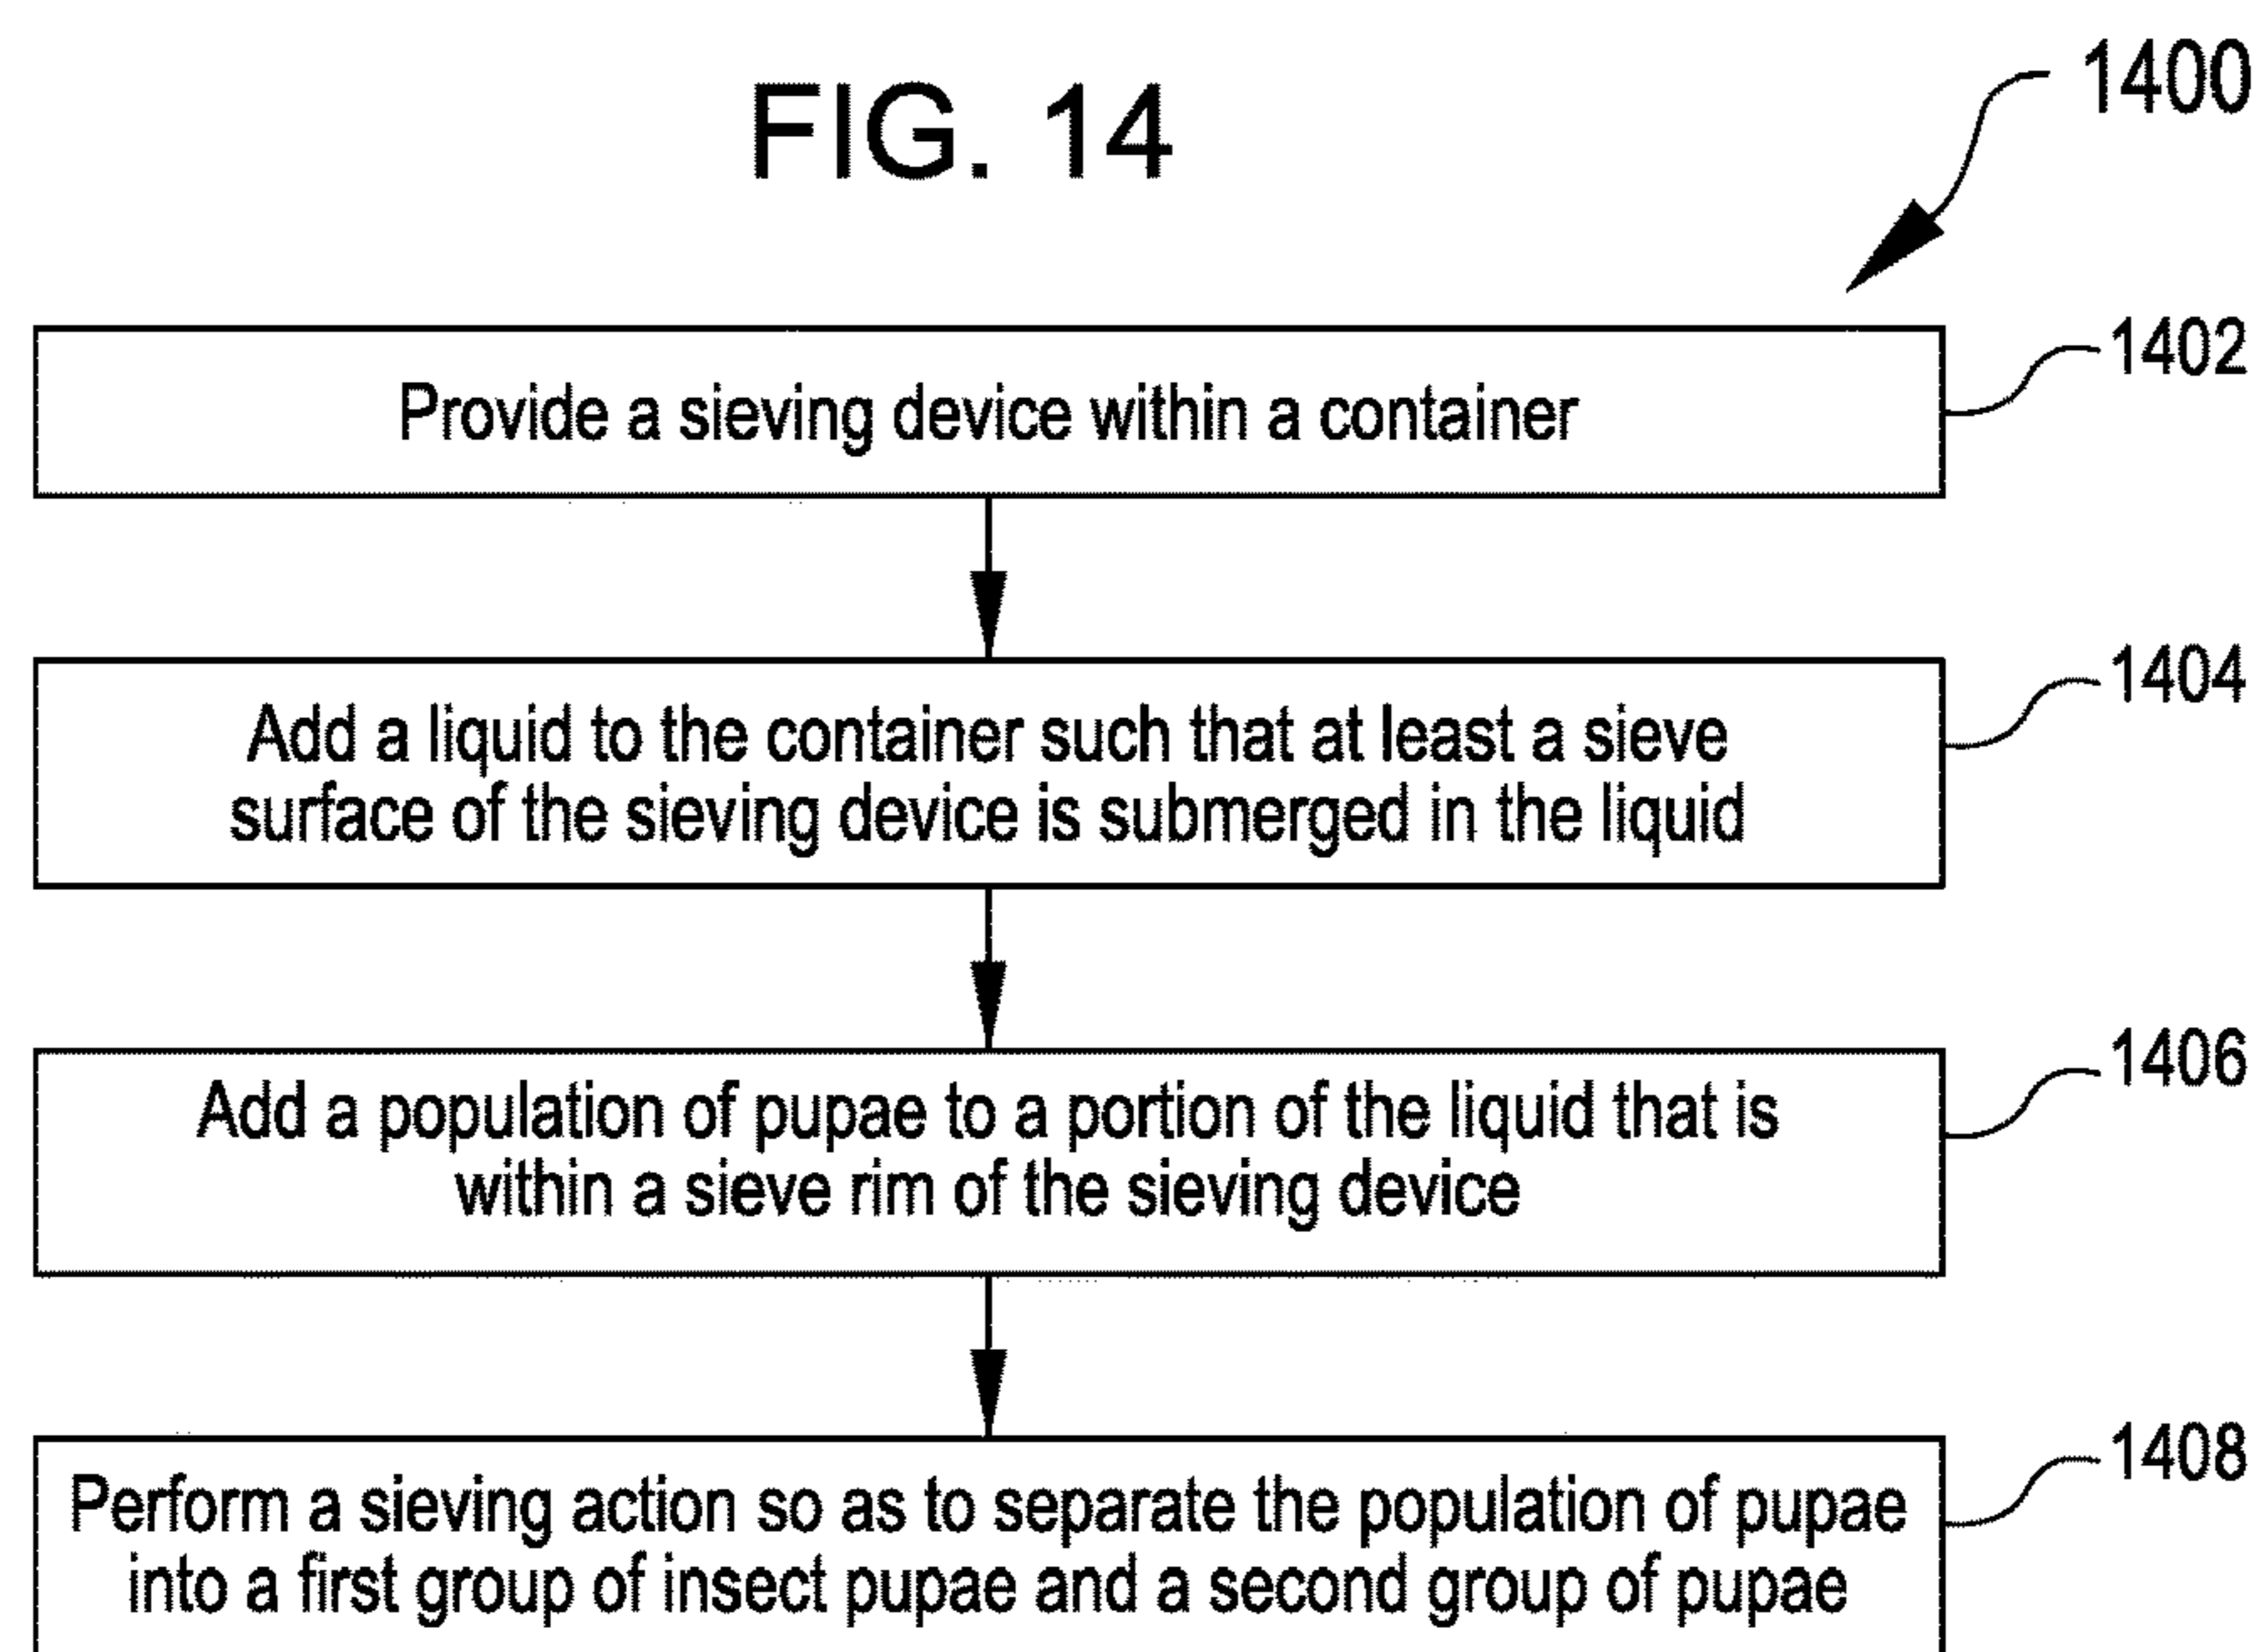 FIG. 14
1400
Provide a sieving device within a container
1402
Add a liquid to the container such that at least a sieve
surface of the sieving device is submerged in the liquid
1404
Add a population of pupae to a portion of the liquid that is
within a sieve rim of the sieving device
1406
Perform a sieving action so as to separate the population of pupae
into a first group of insect pupae and a second group of pupae
1408